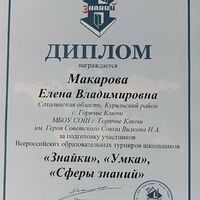 ЗНАНИЙ
ДИПЛОМ
награждается
Макарова
Елена Владимировна
Сахалинская область, Курильский район
с. Горячие Ключи
МБОУ СОШ с. Горячие Ключи
им. Героя Советского Союза Вилкова Н.А.
за подготовку участников
Всероссийских образовательных турниров школьников
«Знайки», «Умка»,
«Сферы знаний»